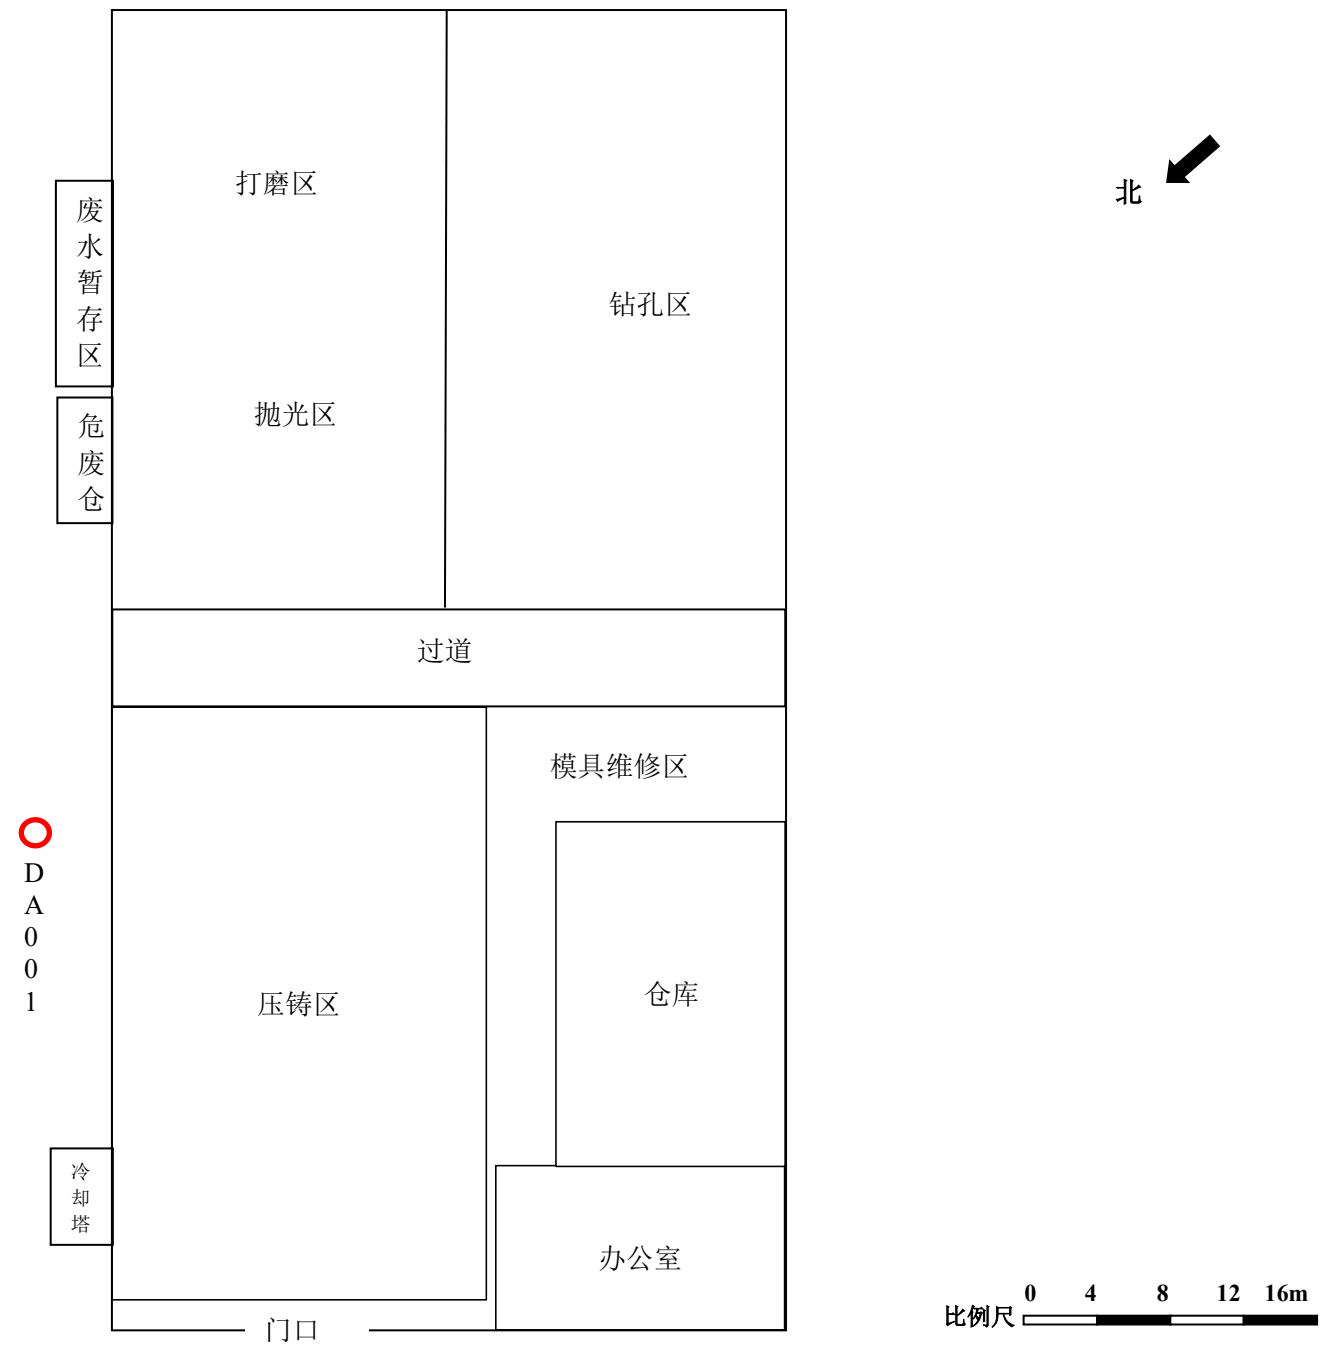 打磨区
北
废水暂存区
钻孔区
抛光区
危废仓
过道
模具维修区
DA001
仓库
压铸区
冷却塔
办公室
0 4 8 12 16m
比例尺
门口